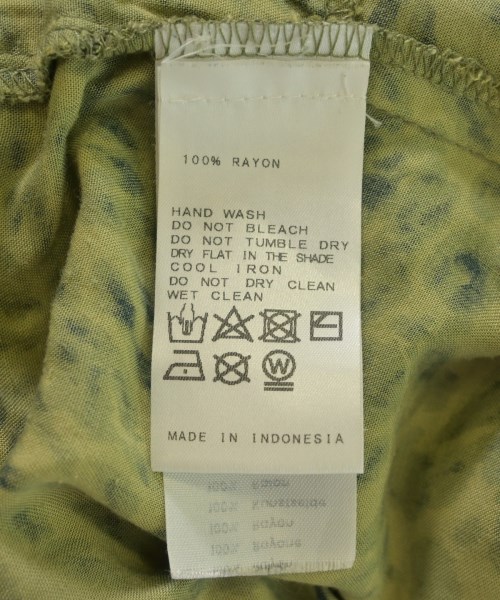 100% RAYON
HAND WASH
DO NOT BLEACH
DO NOT TUMBLE DRY
DRY FLAT IN THE SHADE
COOL IRON
DO NOT DRY CLEAN
WET CLEAN
W
MADE IN INDONESIA